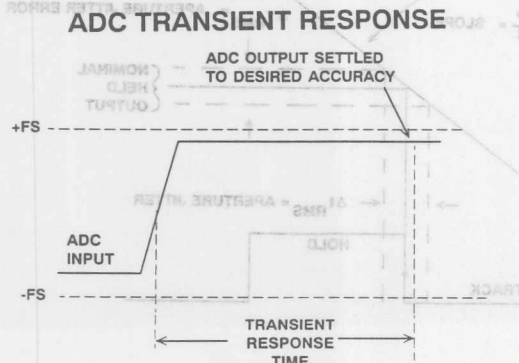 ADC TRANSIENT RESPONSE
ADC OUTPUT SETTLED
TO DESIRED ACCURACY
+FS
ADC
INPUT
-FS
TRANSIENT
RESPONSE
TIME